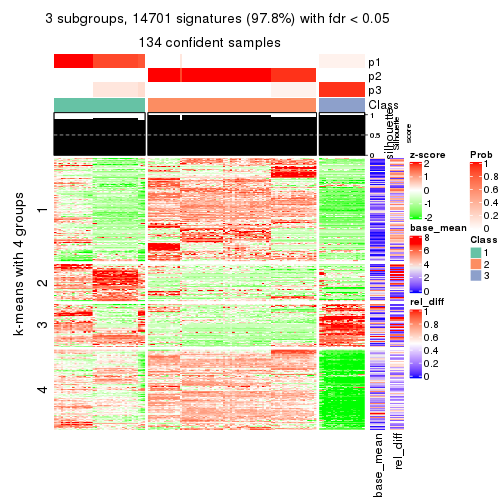 3 subgroups, 14701 signatures (97.8%) with fdr < 0.05
134 confident samples
p1
p2
p3
Class
1
0.5
0
silhouette
Silhouette
score
k-means with 4 groups
1
2
3
4
base_mean
rel_diff
z-score
2
1
0
-1
-2
base_mean
8
6
4
2
0
rel_diff
1
0.8
0.6
0.4
0.2
0
Prob
1
0.8
0.6
0.4
0.2
0
Class
1
2
3